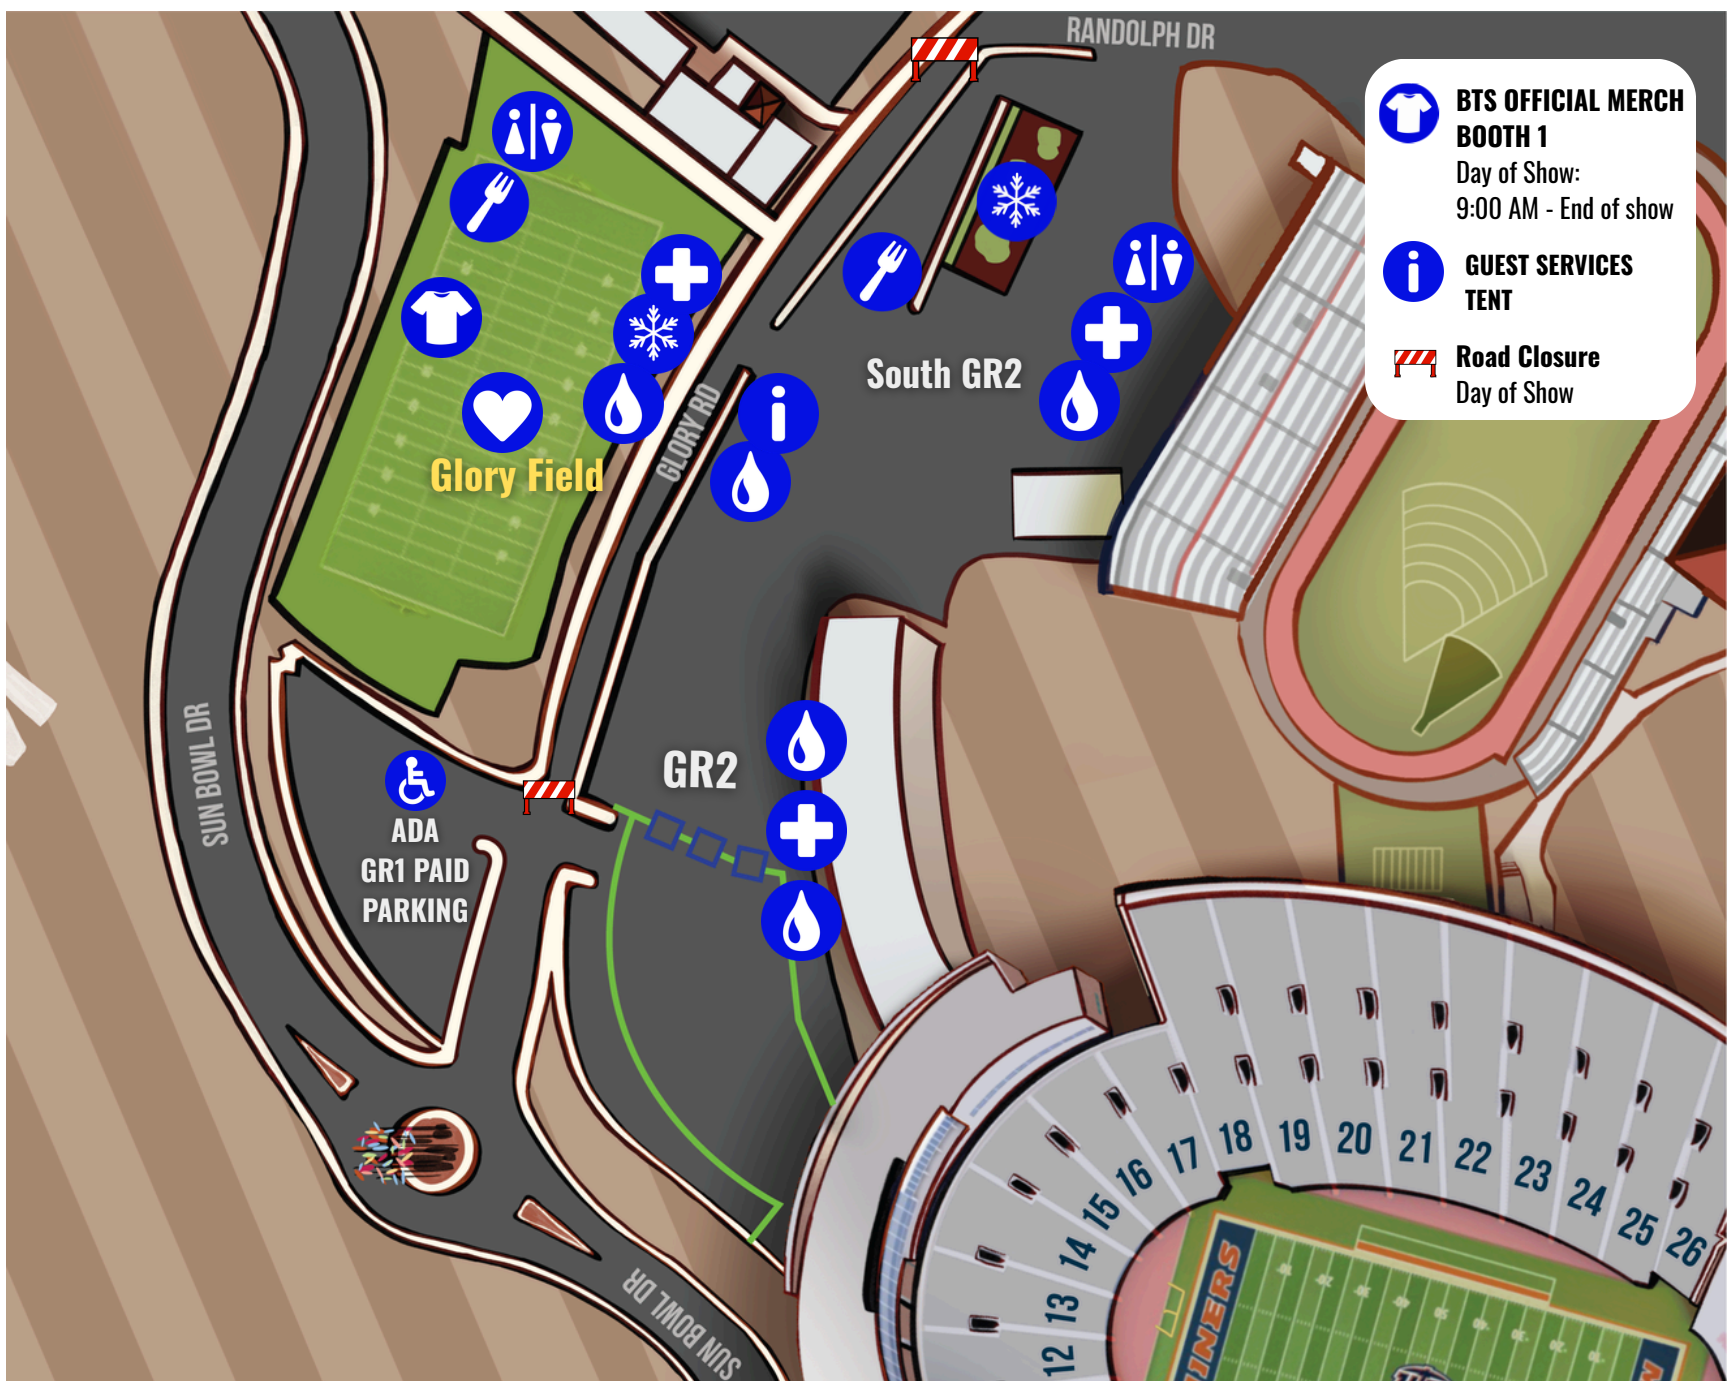 RANDOLPH DR
BTS OFFICIAL MERCH
BOOTH 1
Day of Show:
9:00 AM - End of show
i
GUEST SERVICES
TENT
Road Closure
Day of Show
South GR2
GLORY RD
i
Glory Field
SUN BOWL DR
GR2
ADA
GR1 PAID
PARKING
SUN BOWL DR
12
13
14
15
16
17
18
19
20
21
22
23
24
25
26
INERS